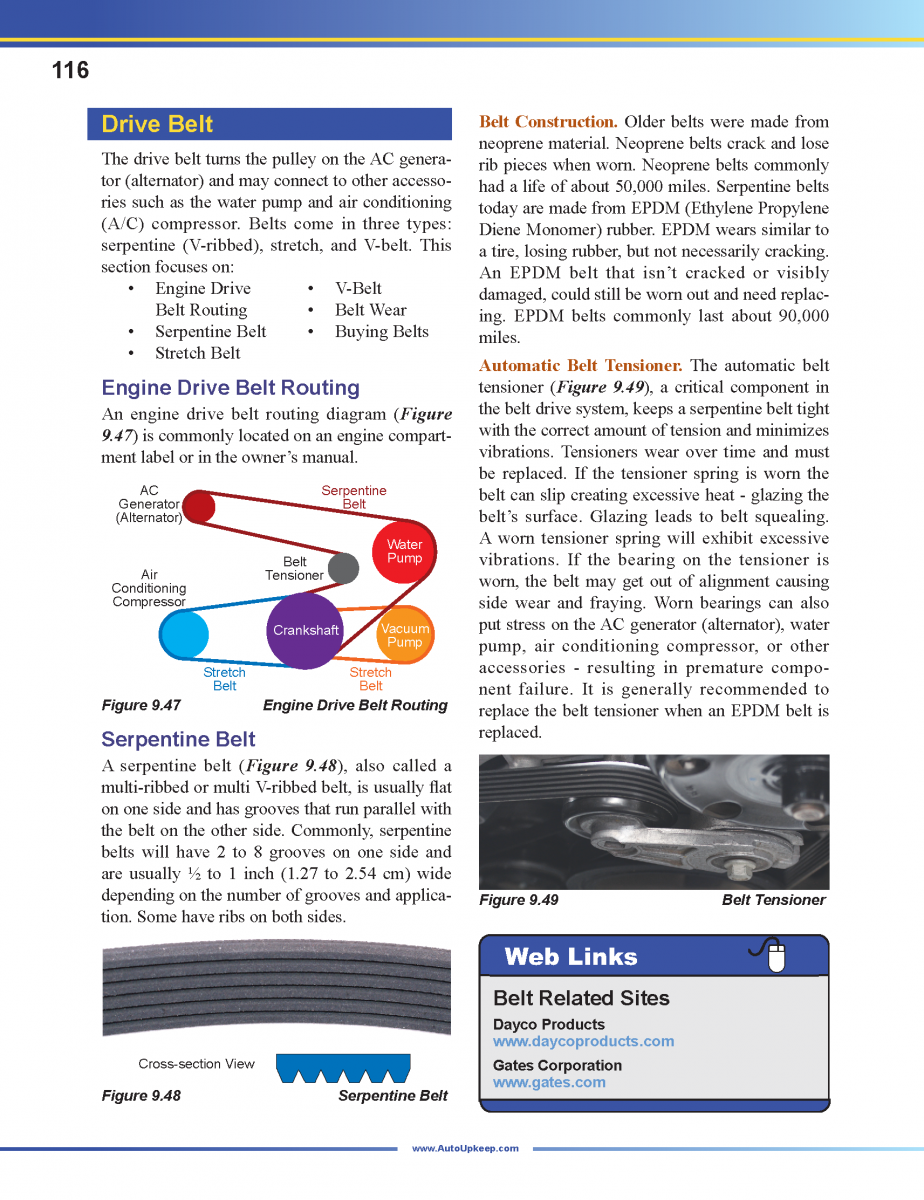 116
Drive Belt
The drive belt turns the pulley on the AC genera-
tor (alternator) and may connect to other accesso-
ries such as the water pump and air conditioning
(A/C) compressor. Belts come in three types:
serpentine (V-ribbed), stretch, and V-belt. This
section focuses on:
• Engine Drive
Belt Routing
• Serpentine Belt
• Stretch Belt
• V-Belt
• Belt Wear
• Buying Belts
Engine Drive Belt Routing
An engine drive belt routing diagram (Figure
9.47) is commonly located on an engine compart-
ment label or in the owner's manual.
AC
Generator
(Alternator)
Serpentine
Belt
Water
Pump
Belt
Tensioner
Air
Conditioning
Compressor
Crankshaft
Vacuum
Pump
Stretch
Belt
Stretch
Belt
Figure 9.47 Engine Drive Belt Routing
Serpentine Belt
A serpentine belt (Figure 9.48), also called a
multi-ribbed or multi V-ribbed belt, is usually flat
on one side and has grooves that run parallel with
the belt on the other side. Commonly, serpentine
belts will have 2 to 8 grooves on one side and
are usually ½ to 1 inch (1.27 to 2.54 cm) wide
depending on the number of grooves and applica-
tion. Some have ribs on both sides.
Cross-section View
Figure 9.48 Serpentine Belt
Belt Construction. Older belts were made from
neoprene material. Neoprene belts crack and lose
rib pieces when worn. Neoprene belts commonly
had a life of about 50,000 miles. Serpentine belts
today are made from EPDM (Ethylene Propylene
Diene Monomer) rubber. EPDM wears similar to
a tire, losing rubber, but not necessarily cracking.
An EPDM belt that isn't cracked or visibly
damaged, could still be worn out and need replac-
ing. EPDM belts commonly last about 90,000
miles.
Automatic Belt Tensioner. The automatic belt
tensioner (Figure 9.49), a critical component in
the belt drive system, keeps a serpentine belt tight
with the correct amount of tension and minimizes
vibrations. Tensioners wear over time and must
be replaced. If the tensioner spring is worn the
belt can slip creating excessive heat - glazing the
belt's surface. Glazing leads to belt squealing.
A worn tensioner spring will exhibit excessive
vibrations. If the bearing on the tensioner is
worn, the belt may get out of alignment causing
side wear and fraying. Worn bearings can also
put stress on the AC generator (alternator), water
pump, air conditioning compressor, or other
accessories - resulting in premature compo-
nent failure. It is generally recommended to
replace the belt tensioner when an EPDM belt is
replaced.
Figure 9.49 Belt Tensioner
Web Links
Belt Related Sites
Dayco Products
www.daycoproducts.com
Gates Corporation
www.gates.com
www.AutoUpkeep.com